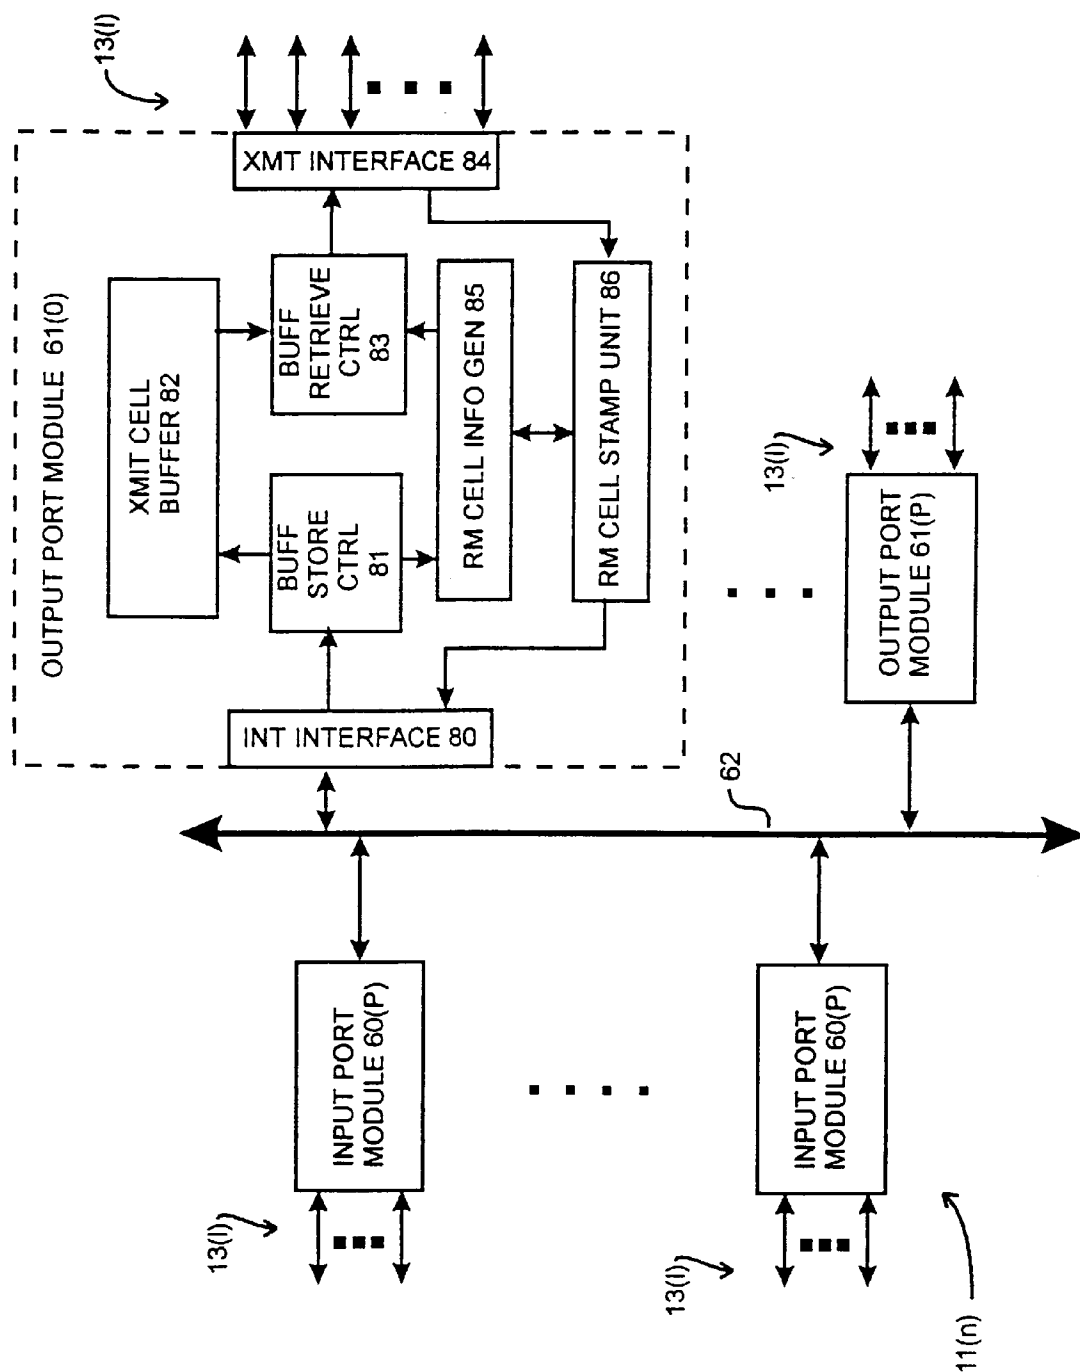 OUTPUT PORT MODULE 61(0)
13(l)
XMIT CELL
BUFFER 82
BUFF
STORE
CTRL
81
BUFF
RETRIEVE
CTRL
83
INT INTERFACE 80
XMT INTERFACE 84
RM CELL INFO GEN 85
RM CELL STAMP UNIT 86
INPUT PORT
MODULE 60(P)
13(l)
62
INPUT PORT
MODULE 60(P)
13(l)
OUTPUT PORT
MODULE 61(P)
13(l)
11(n)